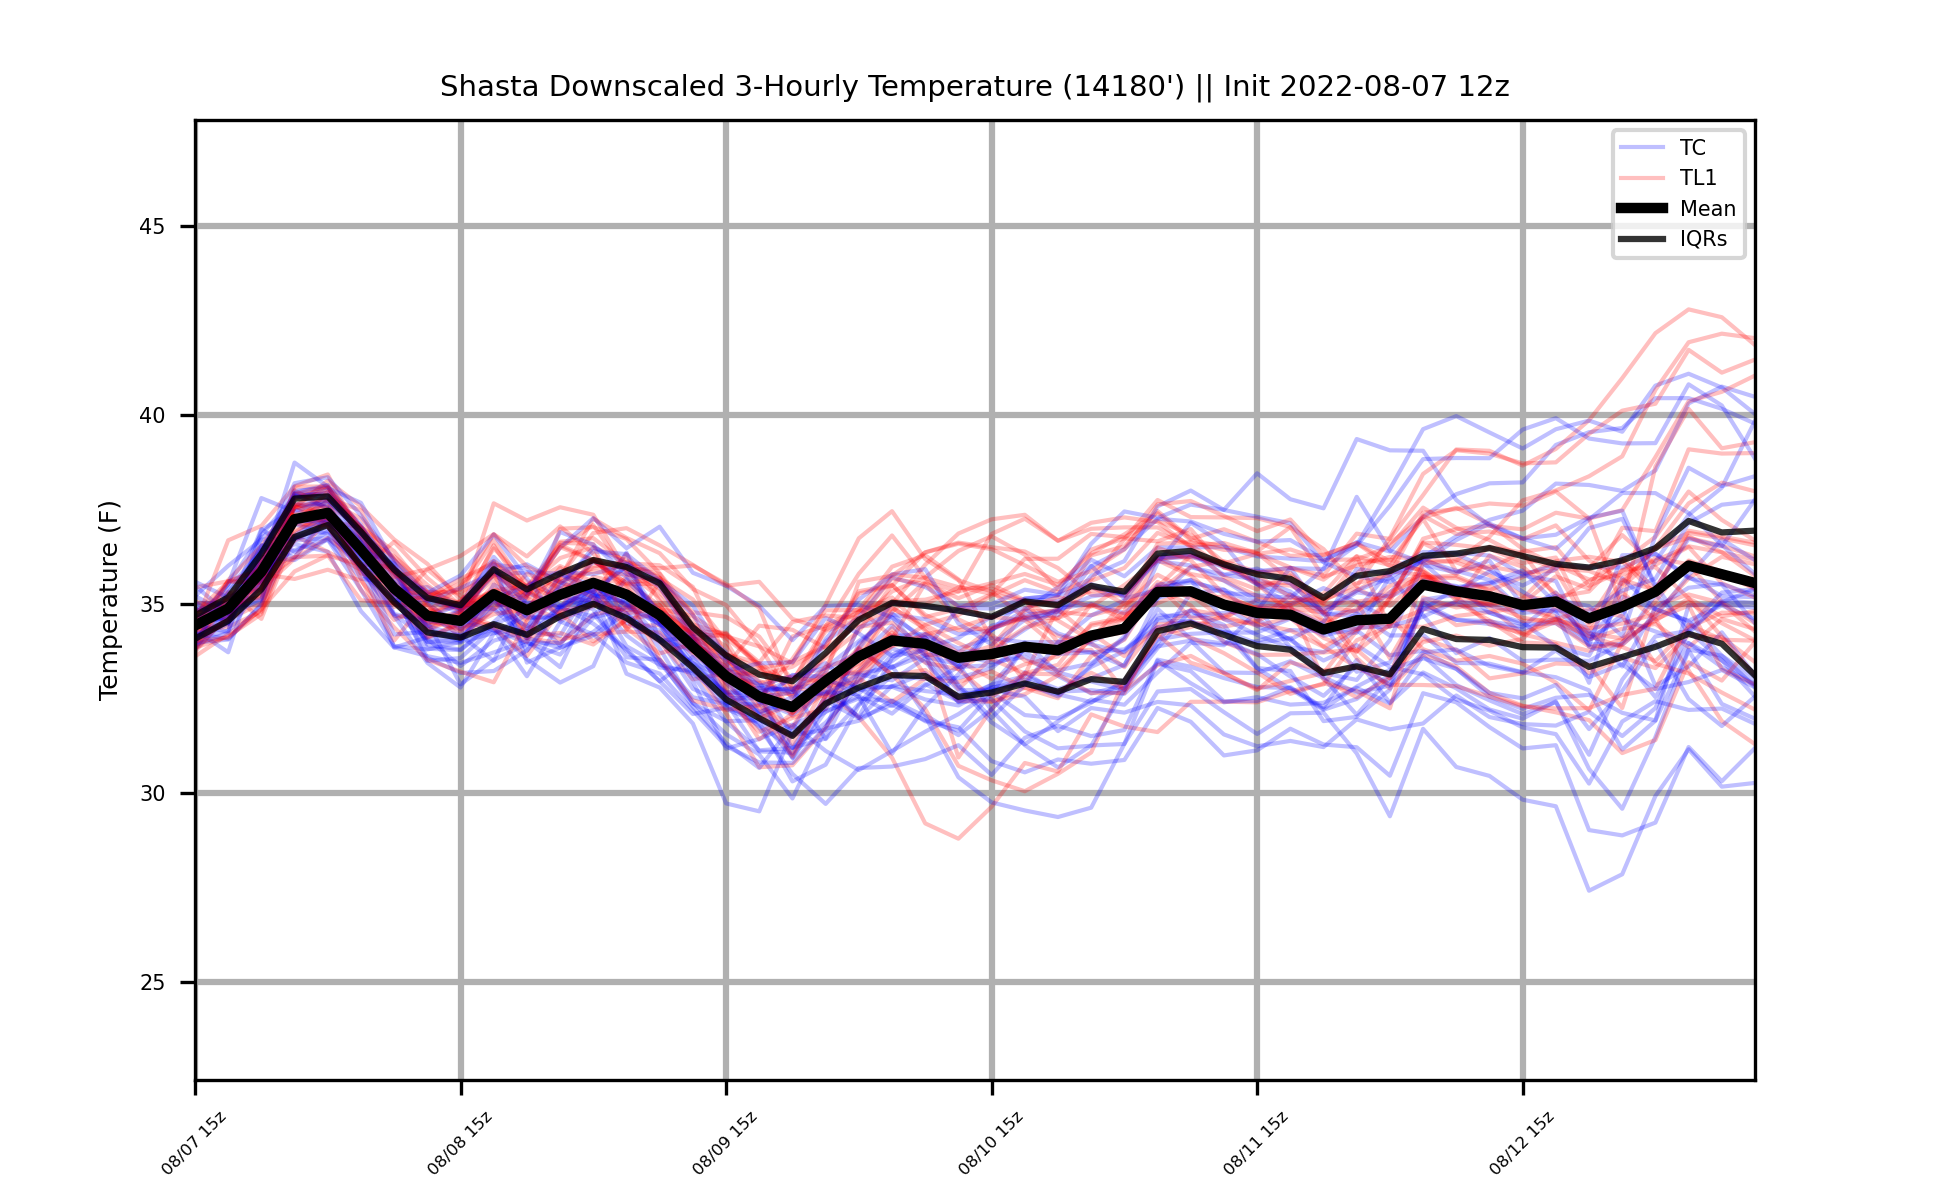 Shasta Downscaled 3-Hourly Temperature (14180') || Init 2022-08-07 12z
TC
TL1
Mean
IQRs
Temperature (F)
45
40
35
30
25
08/07 15z
08/08 15z
08/09 15z
08/10 15z
08/11 15z
08/12 15z